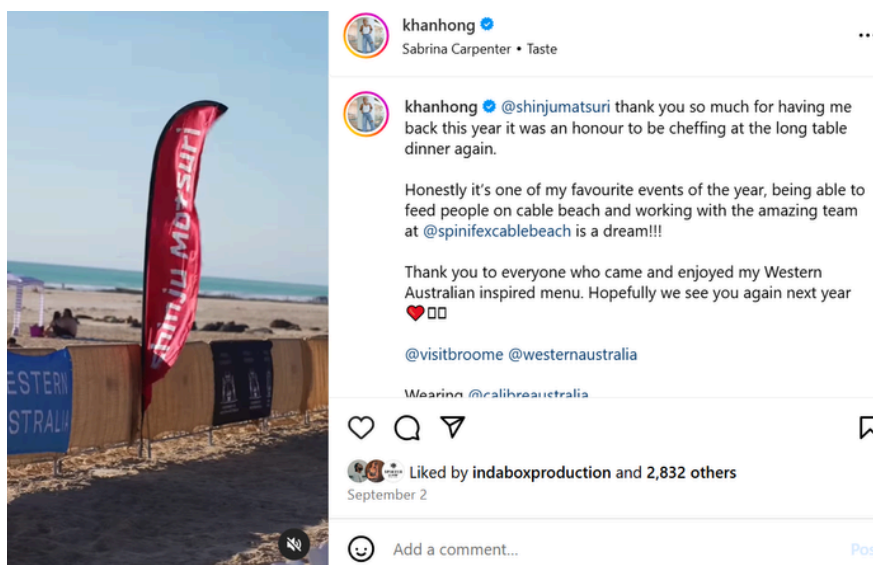 khanhong
Sabrina Carpenter • Taste
khanhong @shinjumatsuri thank you so much for having me
back this year it was an honour to be cheffing at the long table
dinner again.
Honestly it's one of my favourite events of the year, being able to
feed people on cable beach and working with the amazing team
at @spinifexcablebeach is a dream!!!
Thank you to everyone who came and enjoyed my Western
Australian inspired menu. Hopefully we see you again next year
❤️
@visitbroome @westernaustralia
Wearing @calibreaustralia
Liked by indaboxproduction and 2,832 others
September 2
Add a comment...
Pos
Shinju Matsuri
ESTERN
STRALIA